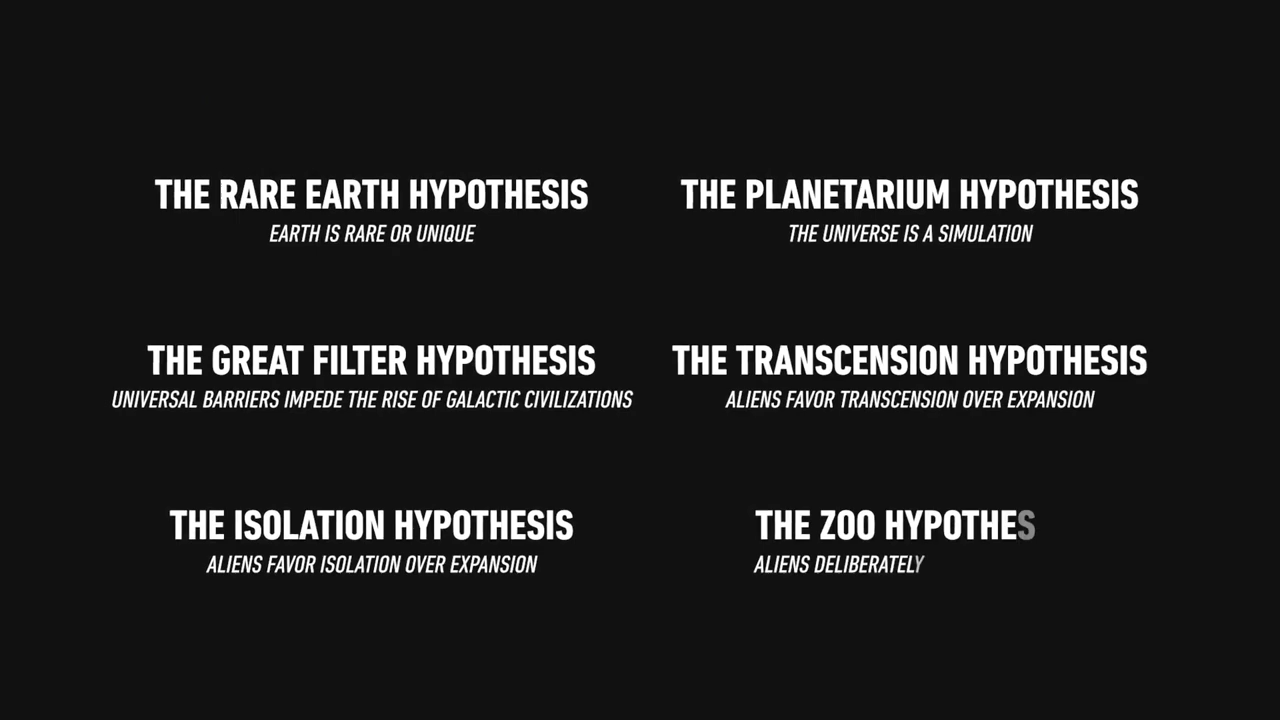 THE RARE EARTH HYPOTHESIS
EARTH IS RARE OR UNIQUE
THE PLANETARIUM HYPOTHESIS
THE UNIVERSE IS A SIMULATION
THE GREAT FILTER HYPOTHESIS
UNIVERSAL BARRIERS IMPEDE THE RISE OF GALACTIC CIVILIZATIONS
THE TRANSCENSION HYPOTHESIS
ALIENS FAVOR TRANSCENSION OVER EXPANSION
THE ISOLATION HYPOTHESIS
ALIENS FAVOR ISOLATION OVER EXPANSION
THE ZOO HYPOTHES
ALIENS DELIBERATELY